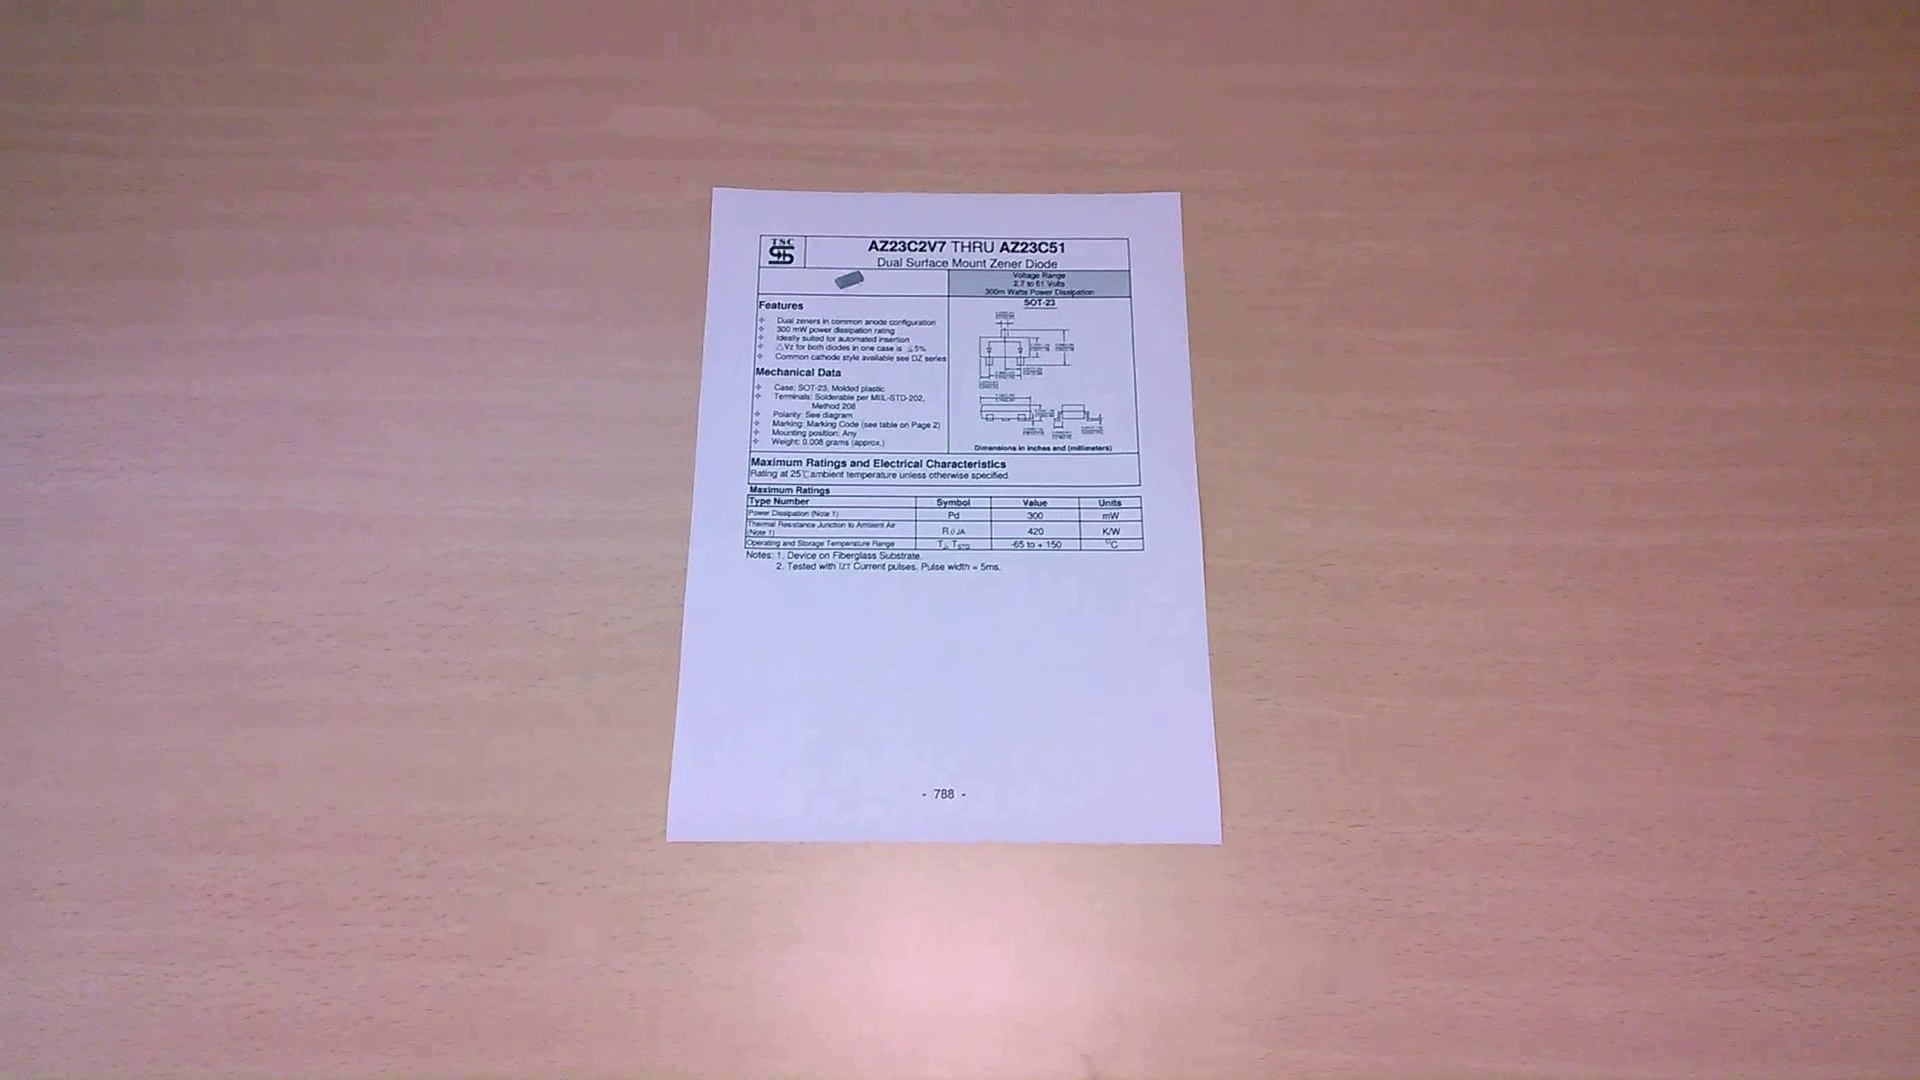 TSC
AZ23C2V7 THRU AZ23C51
Dual Surface Mount Zener Diode
Voltage Range
2.7 to 51 Volts
300m Watts Power Dissipation
SOT-23
Features
Dual zeners in common anode configuration
300 mW power dissipation rating
Ideally suited for automated insertion
△Vz for both diodes in one case is ≦5%
Common cathode style available see DZ series
Mechanical Data
Case: SOT-23, Molded plastic
Terminals: Solderable per MIL-STD-202,
Method 208
Polarity: See diagram
Marking: Marking Code (see table on Page 2)
Mounting position: Any
Weight: 0.008 grams (approx.)
Dimensions in inches and (millimeters)
Maximum Ratings and Electrical Characteristics
Rating at 25℃ ambient temperature unless otherwise specified.
Maximum Ratings
Type Number Symbol Value Units
Power Dissipation (Note 1) Pd 300 mW
Thermal Resistance Junction to Ambient Air
(Note 1) RθJA 420 K/W
Operating and Storage Temperature Range TJ, TSTG -65 to + 150 °C
Notes: 1. Device on Fiberglass Substrate.
2. Tested with IZT Current pulses. Pulse width = 5ms.
- 788 -